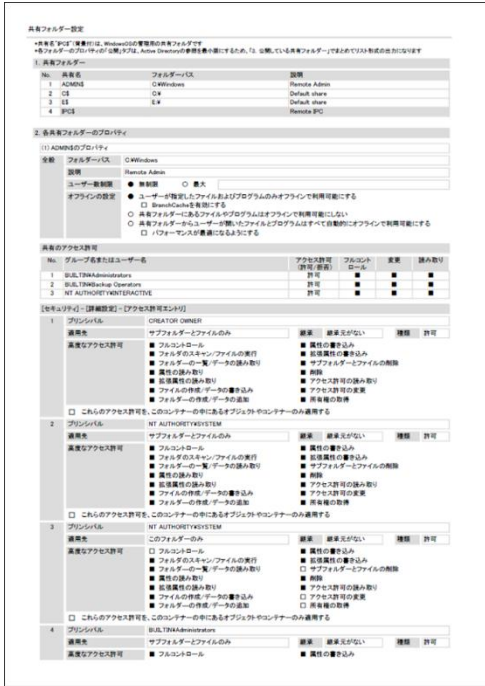 共有フォルダー設定
*共有名"IPC$"(背景付)は、WindowsOSの管理用の共有フォルダです
*各フォルダーのプロパティの「公開」タブは、Active Directoryの参照を最小限にするため、「2. 公開している共有フォルダー」でまとめてリスト形式の出力になります
1. 共有フォルダー
No. 共有名 フォルダーパス 説明
1 ADMIN$ C:¥Windows Remote Admin
2 C$ C:¥ Default share
3 E$ E:¥ Default share
4 IPC$ Remote IPC
2. 各共有フォルダーのプロパティ
(1) ADMIN$のプロパティ
全般 フォルダーパス C:¥Windows
説明 Remote Admin
ユーザー数制限 ● 無制限 ○ 最大
オフラインの設定 ● ユーザーが指定したファイルおよびプログラムのみオフラインで利用可能にする
□ BranchCacheを有効にする
○ 共有フォルダーにあるファイルやプログラムはオフラインで利用可能にしない
○ 共有フォルダーからユーザーが開いたファイルとプログラムはすべて自動的にオフラインで利用可能にする
□ パフォーマンスが最適になるようにする
共有のアクセス許可
No. グループ名またはユーザー名 アクセス許可(許可/拒否) フルコントロール 変更 読み取り
1 BUILTIN¥Administrators 許可 ■ ■ ■
2 BUILTIN¥Backup Operators 許可 ■ ■ ■
3 NT AUTHORITY¥INTERACTIVE 許可 ■ ■ ■
[セキュリティ] - [詳細設定] - [アクセス許可エントリ]
1 プリンシパル CREATOR OWNER
適用先 サブフォルダーとファイルのみ 継承 継承元がない 種類 許可
高度なアクセス許可 ■ フルコントロール ■ 属性の書き込み
■ フォルダのスキャン/ファイルの実行 ■ 拡張属性の書き込み
■ フォルダ―の一覧/データの読み取り ■ サブフォルダーとファイルの削除
■ 属性の読み取り ■ 削除
■ 拡張属性の読み取り ■ アクセス許可の読み取り
■ ファイルの作成/データの書き込み ■ アクセス許可の変更
■ フォルダ―の作成/データの追加 ■ 所有権の取得
□ これらのアクセス許可を、このコンテナーの中にあるオブジェクトやコンテナーのみ適用する
2 プリンシパル NT AUTHORITY¥SYSTEM
適用先 サブフォルダーとファイルのみ 継承 継承元がない 種類 許可
高度なアクセス許可 ■ フルコントロール ■ 属性の書き込み
■ フォルダのスキャン/ファイルの実行 ■ 拡張属性の書き込み
■ フォルダ―の一覧/データの読み取り ■ サブフォルダーとファイルの削除
■ 属性の読み取り ■ 削除
■ 拡張属性の読み取り ■ アクセス許可の読み取り
■ ファイルの作成/データの書き込み ■ アクセス許可の変更
■ フォルダ―の作成/データの追加 ■ 所有権の取得
□ これらのアクセス許可を、このコンテナーの中にあるオブジェクトやコンテナーのみ適用する
3 プリンシパル NT AUTHORITY¥SYSTEM
適用先 このフォルダーのみ 継承 継承元がない 種類 許可
高度なアクセス許可 □ フルコントロール ■ 属性の書き込み
■ フォルダのスキャン/ファイルの実行 ■ 拡張属性の書き込み
■ フォルダ―の一覧/データの読み取り □ サブフォルダーとファイルの削除
■ 属性の読み取り ■ 削除
■ 拡張属性の読み取り ■ アクセス許可の読み取り
■ ファイルの作成/データの書き込み □ アクセス許可の変更
■ フォルダ―の作成/データの追加 □ 所有権の取得
□ これらのアクセス許可を、このコンテナーの中にあるオブジェクトやコンテナーのみ適用する
4 プリンシパル BUILTIN¥Administrators
適用先 サブフォルダーとファイルのみ 継承 継承元がない 種類 許可
高度なアクセス許可 ■ フルコントロール ■ 属性の書き込み